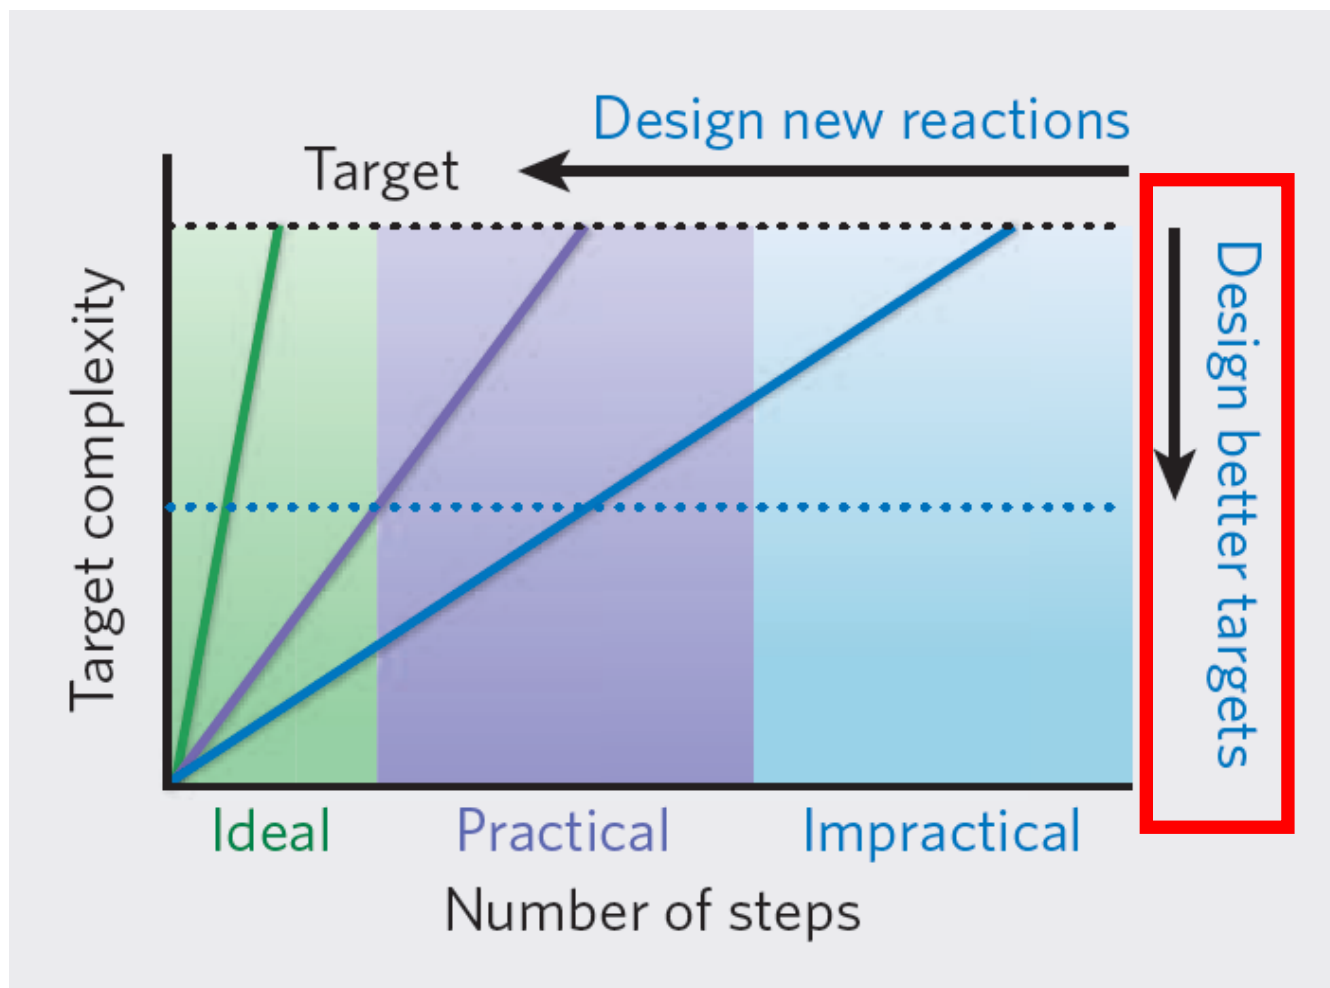 Design new reactions
Target
Design better targets
Target complexity
Ideal
Practical
Impractical
Number of steps